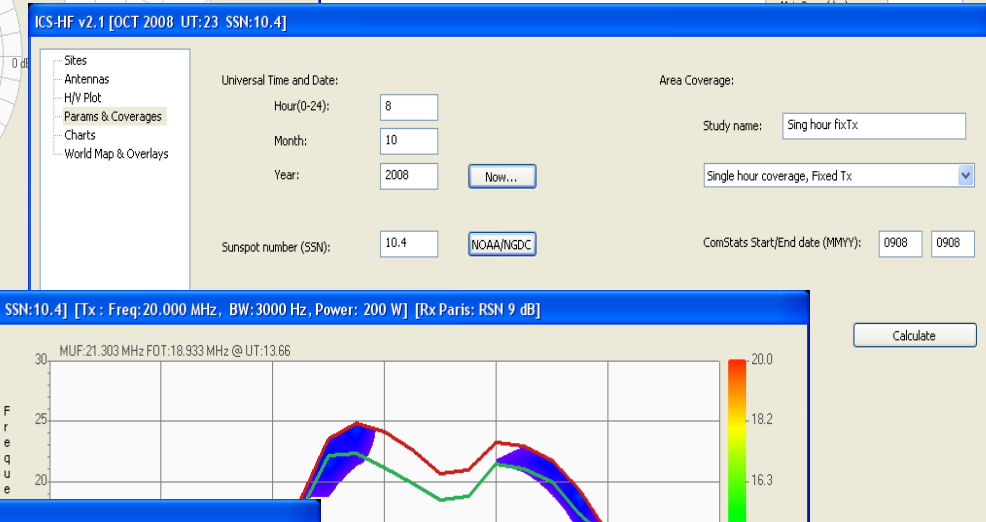 0 dB
ICS-HF v2.1 [OCT 2008 UT:23 SSN:10.4]
Sites
Antennas
H/V Plot
Params & Coverages
Charts
World Map & Overlays
Universal Time and Date:
Hour(0-24): 8
Month: 10
Year: 2008 Now...
Sunspot number (SSN): 10.4 NOAA/NGDC
Area Coverage:
Study name: Sing hour fixTx
Single hour coverage, Fixed Tx
ComStats Start/End date (MMYY): 0908 0908
Calculate
SSN:10.4] [Tx : Freq:20.000 MHz, BW:3000 Hz, Power: 200 W] [Rx Paris: RSN 9 dB]
MUF:21.303 MHz FOT:18.933 MHz @ UT:13.66
30
25
20
F
r
e
q
u
e
20.0
18.2
16.3